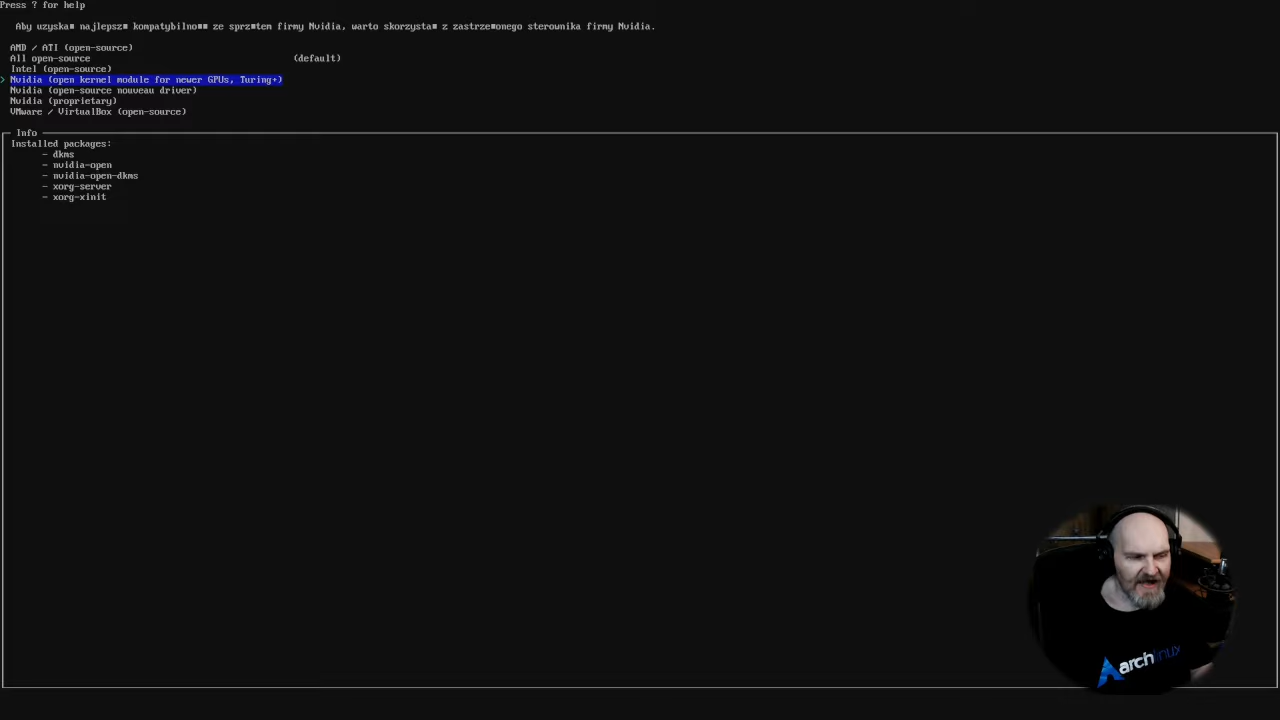 Press ? for help
Aby uzyska■ najlepsz■ kompatybilno■■ ze sprz■tem firmy Nvidia, warto skorzysta■ z zastrze■onego sterownika firmy Nvidia.
AMD / ATI (open-source)
All open-source (default)
Intel (open-source)
> Nvidia (open kernel module for newer GPUs, Turing+)
Nvidia (open-source nouveau driver)
Nvidia (proprietary)
VMware / VirtualBox (open-source)
Info
Installed packages:
- dkms
- nvidia-open
- nvidia-open-dkms
- xorg-server
- xorg-xinit
archlinux